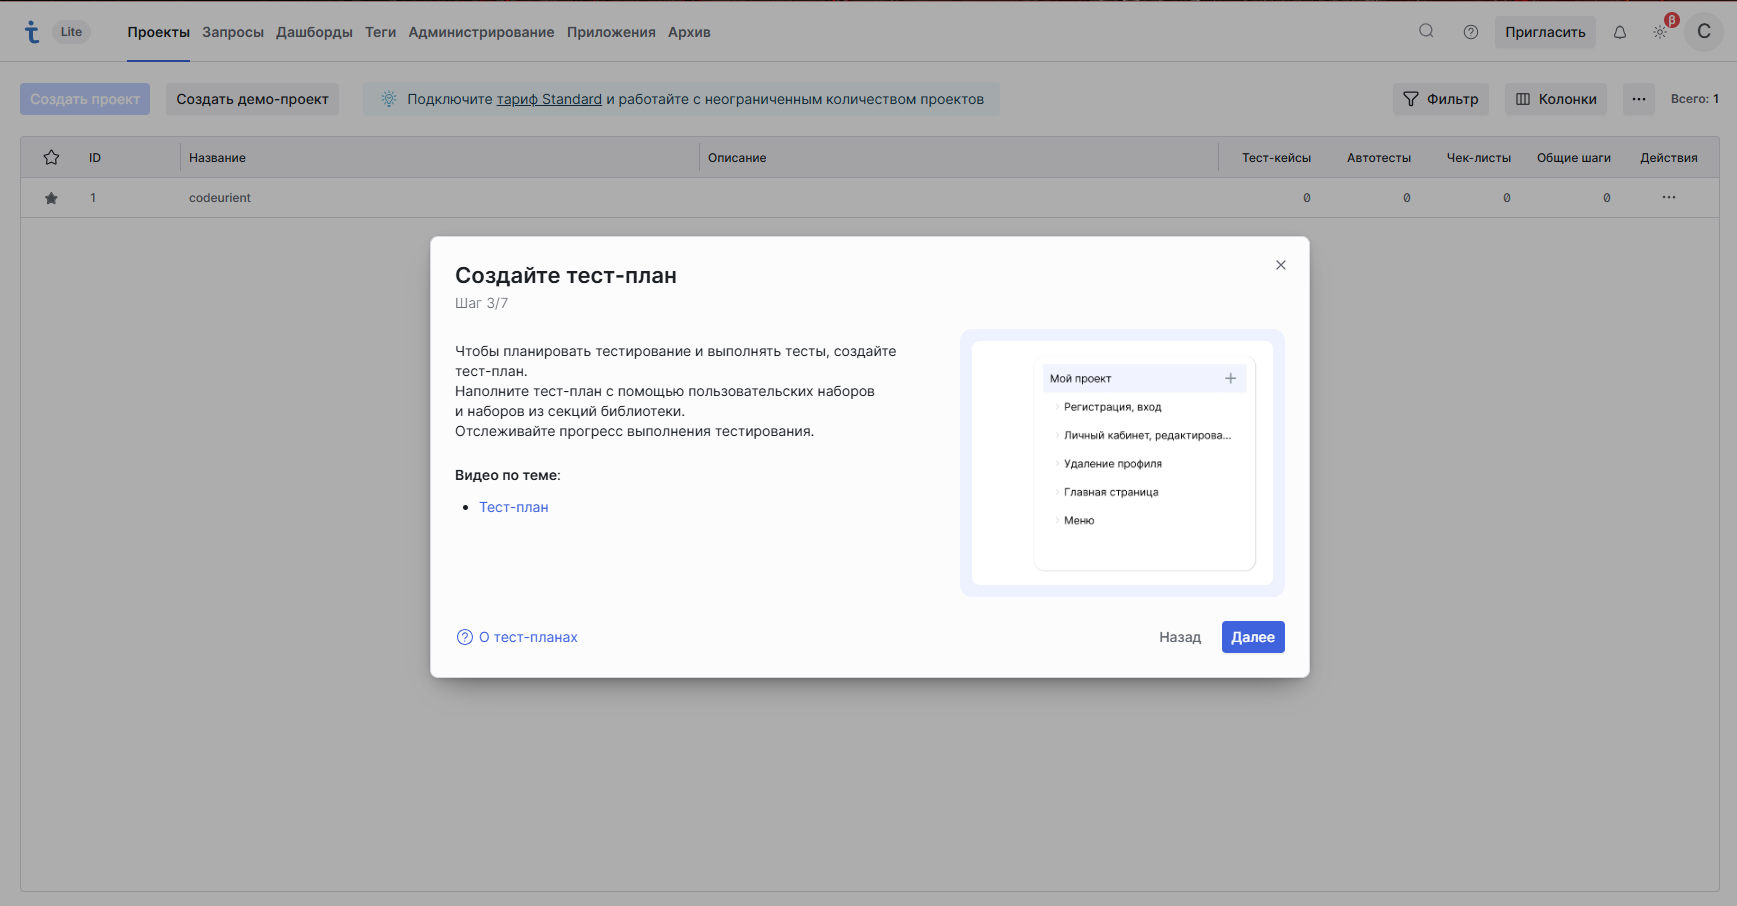 Lite
Проекты Запросы Дашборды Теги Администрирование Приложения Архив
Пригласить
β
C
Создать проект
Создать демо-проект
Подключите тариф Standard и работайте с неограниченным количеством проектов
Фильтр
Колонки
Всего: 1
ID
Название
Описание
Тест-кейсы
Автотесты
Чек-листы
Общие шаги
Действия
1
codeurient
0
0
0
0
Создайте тест-план
Шаг 3/7
Чтобы планировать тестирование и выполнять тесты, создайте
тест-план.
Наполните тест-план с помощью пользовательских наборов
и наборов из секций библиотеки.
Отслеживайте прогресс выполнения тестирования.
Видео по теме:
Тест-план
Мой проект
Регистрация, вход
Личный кабинет, редактирова...
Удаление профиля
Главная страница
Меню
О тест-планах
Назад
Далее